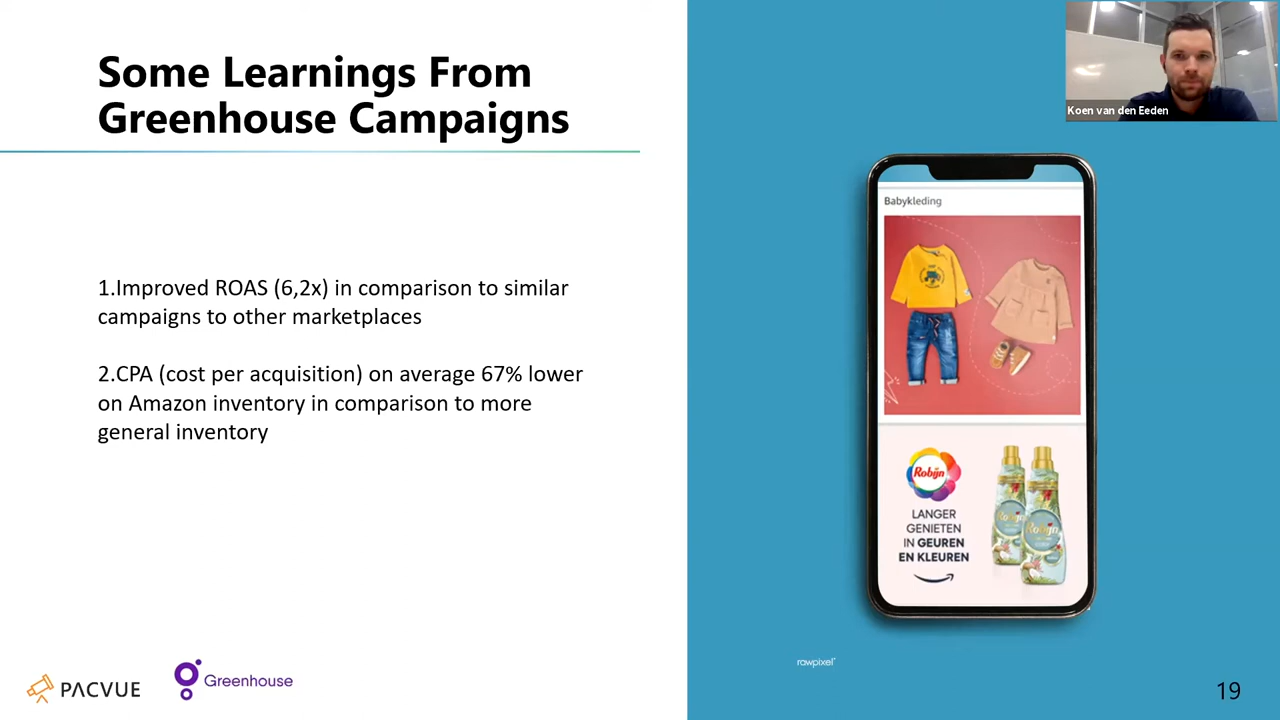 Some Learnings From
Greenhouse Campaigns
1.Improved ROAS (6,2x) in comparison to similar
campaigns to other marketplaces
2.CPA (cost per acquisition) on average 67% lower
on Amazon inventory in comparison to more
general inventory
PACVUE
Greenhouse
Koen van den Eeden
Babykleding
Robijn
LANGER
GENIETEN
IN GEUREN
EN KLEUREN
Robijn
Robijn
rawpixel
19